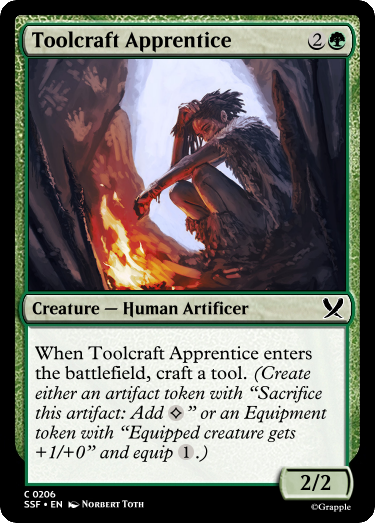 Toolcraft Apprentice 2
Creature — Human Artificer
When Toolcraft Apprentice enters
the battlefield, craft a tool. (Create
either an artifact token with “Sacrifice
this artifact: Add ” or an Equipment
token with “Equipped creature gets
+1/+0” and equip 1.)
2/2
C 0206
SSF • EN Norbert Toth
©Grapple